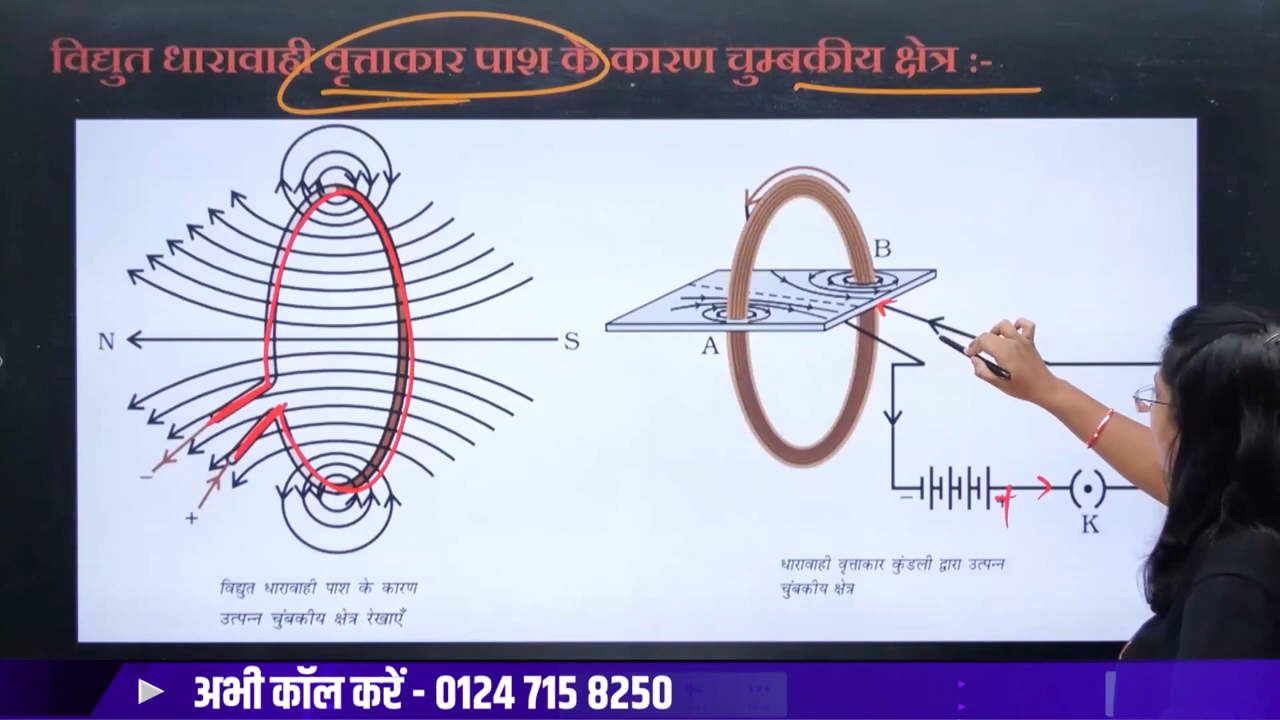 विद्युत धारावाही वृत्ताकार पाश के कारण चुम्बकीय क्षेत्र :-
N
S
–
+
विद्युत धारावाही पाश के कारण
उत्पन्न चुंबकीय क्षेत्र रेखाएँ
B
A
–
+
K
धारावाही वृत्ताकार कुंडली द्वारा उत्पन्न
चुंबकीय क्षेत्र
अभी कॉल करें - 0124 715 8250